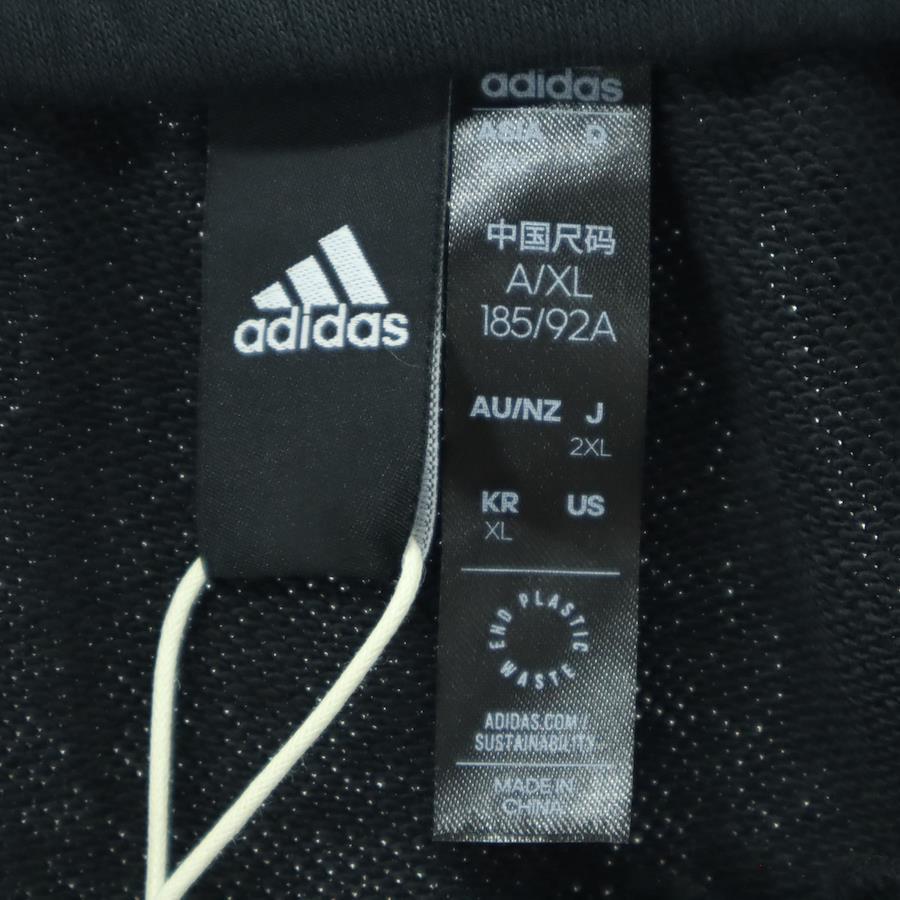 adidas
adidas
ASIA D
中国尺码
A/XL
185/92A
AU/NZ J
2XL
KR US
XL
END PLASTIC WASTE
ADIDAS.COM/
SUSTAINABILITY
MADE IN
CHINA